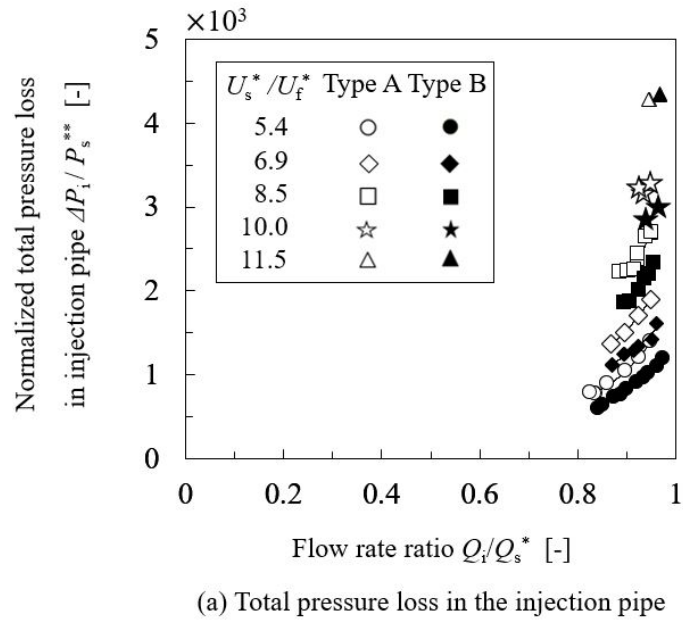 ×10³
5
4
3
2
1
0
0 0.2 0.4 0.6 0.8 1
Normalized total pressure loss
in injection pipe ΔPᵢ / Pₛ** [-]
Uₛ* /U_f* Type A Type B
5.4
6.9
8.5
10.0
11.5
Flow rate ratio Qᵢ/Qₛ* [-]
(a) Total pressure loss in the injection pipe